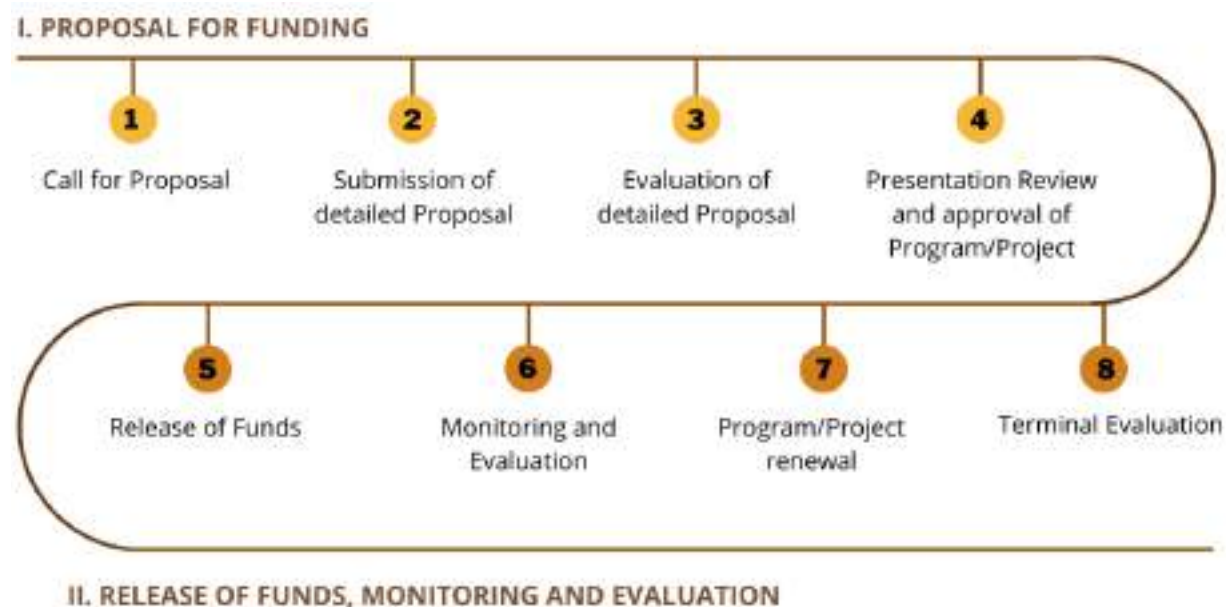 I. PROPOSAL FOR FUNDING
1
Call for Proposal
2
Submission of
detailed Proposal
3
Evaluation of
detailed Proposal
4
Presentation Review
and approval of
Program/Project
5
Release of Funds
6
Monitoring and
Evaluation
7
Program/Project
renewal
8
Terminal Evaluation
II. RELEASE OF FUNDS, MONITORING AND EVALUATION